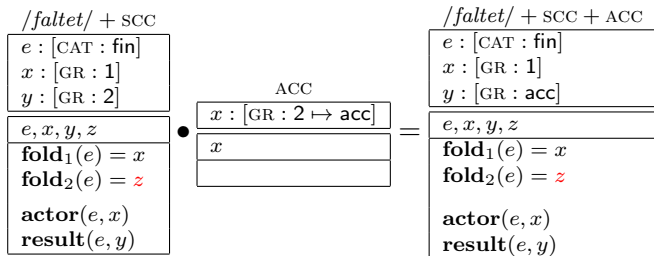 /faltet/ + SCC
e : [CAT : fin]
x : [GR : 1]
y : [GR : 2]
e, x, y, z
fold₁(e) = x
fold₂(e) = z
actor(e, x)
result(e, y)
•
ACC
x : [GR : 2 ↦ acc]
x
=
/faltet/ + SCC + ACC
e : [CAT : fin]
x : [GR : 1]
y : [GR : acc]
e, x, y, z
fold₁(e) = x
fold₂(e) = z
actor(e, x)
result(e, y)